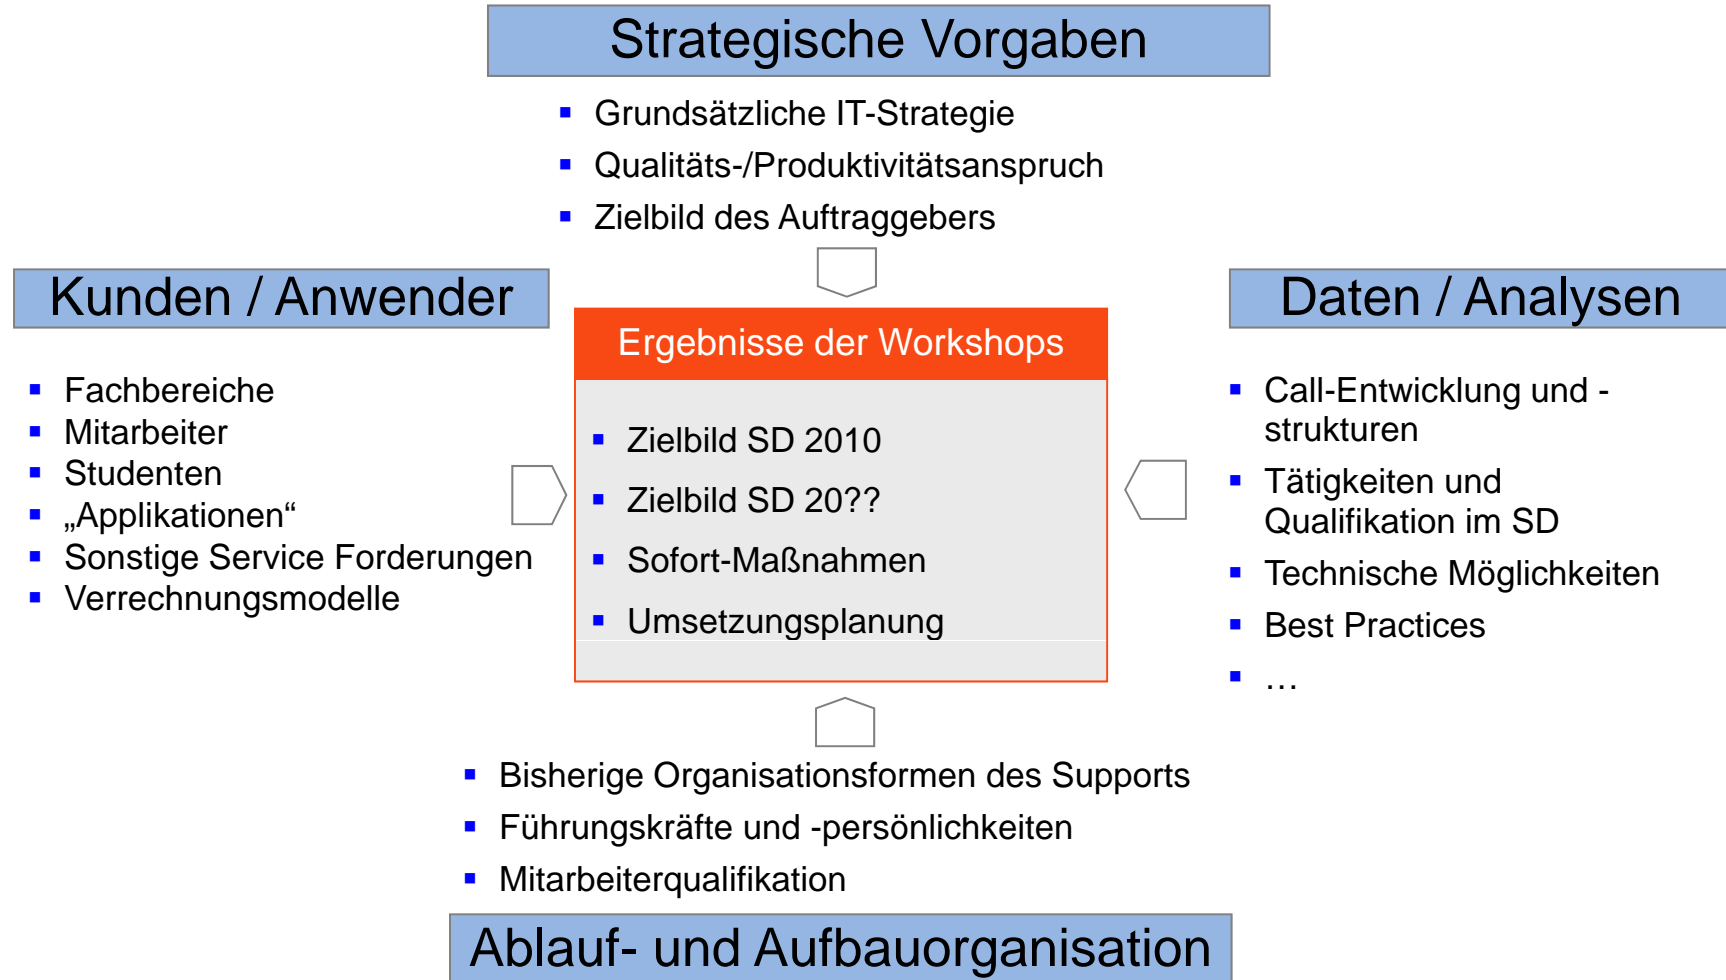 Strategische Vorgaben
▪ Grundsätzliche IT-Strategie
▪ Qualitäts-/Produktivitätsanspruch
▪ Zielbild des Auftraggebers
Kunden / Anwender
▪ Fachbereiche
▪ Mitarbeiter
▪ Studenten
▪ „Applikationen“
▪ Sonstige Service Forderungen
▪ Verrechnungsmodelle
Ergebnisse der Workshops
▪ Zielbild SD 2010
▪ Zielbild SD 20??
▪ Sofort-Maßnahmen
▪ Umsetzungsplanung
Daten / Analysen
▪ Call-Entwicklung und -
strukturen
▪ Tätigkeiten und
Qualifikation im SD
▪ Technische Möglichkeiten
▪ Best Practices
▪ …
▪ Bisherige Organisationsformen des Supports
▪ Führungskräfte und -persönlichkeiten
▪ Mitarbeiterqualifikation
Ablauf- und Aufbauorganisation